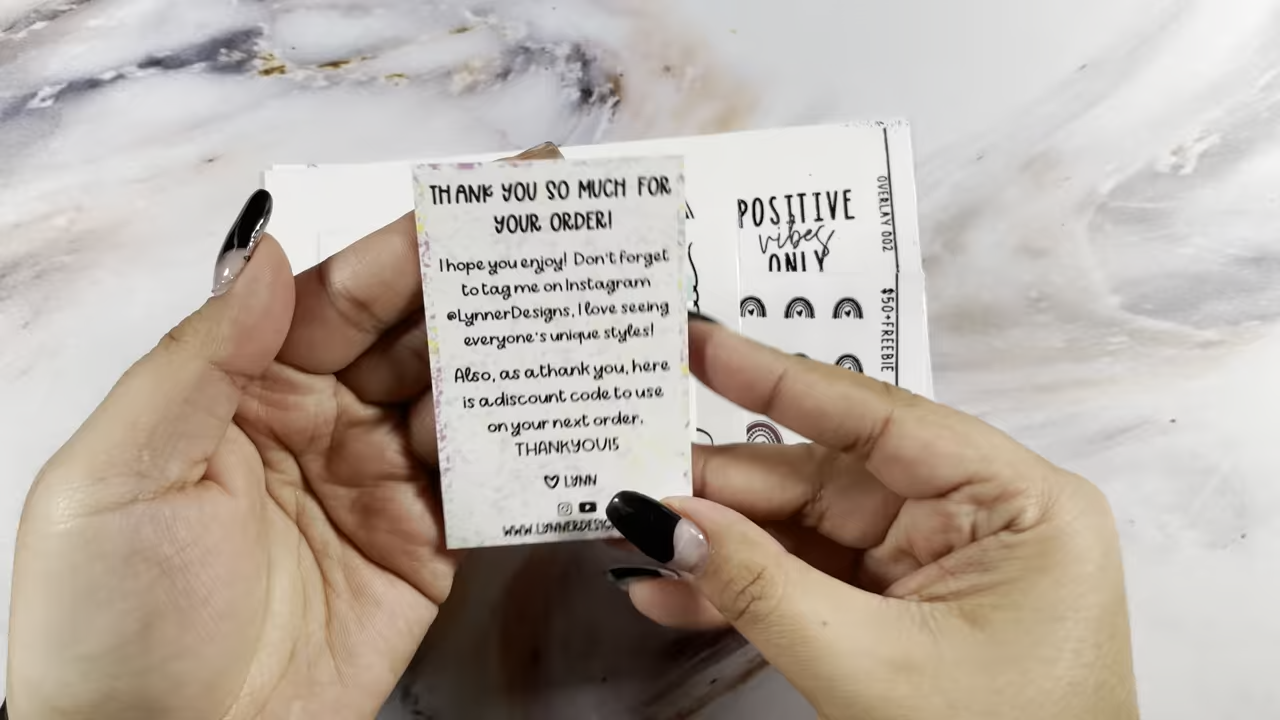 THANK YOU SO MUCH FOR
YOUR ORDER!
I hope you enjoy! Don't forget
to tag me on Instagram
@LynnerDesigns, I love seeing
everyone's unique styles!
Also, as a thank you, here
is a discount code to use
on your next order.
THANKYOU15
♡ LYNN
POSITIVE
vibes
ONLY
OVERLAY 002
$50+FREEBIE